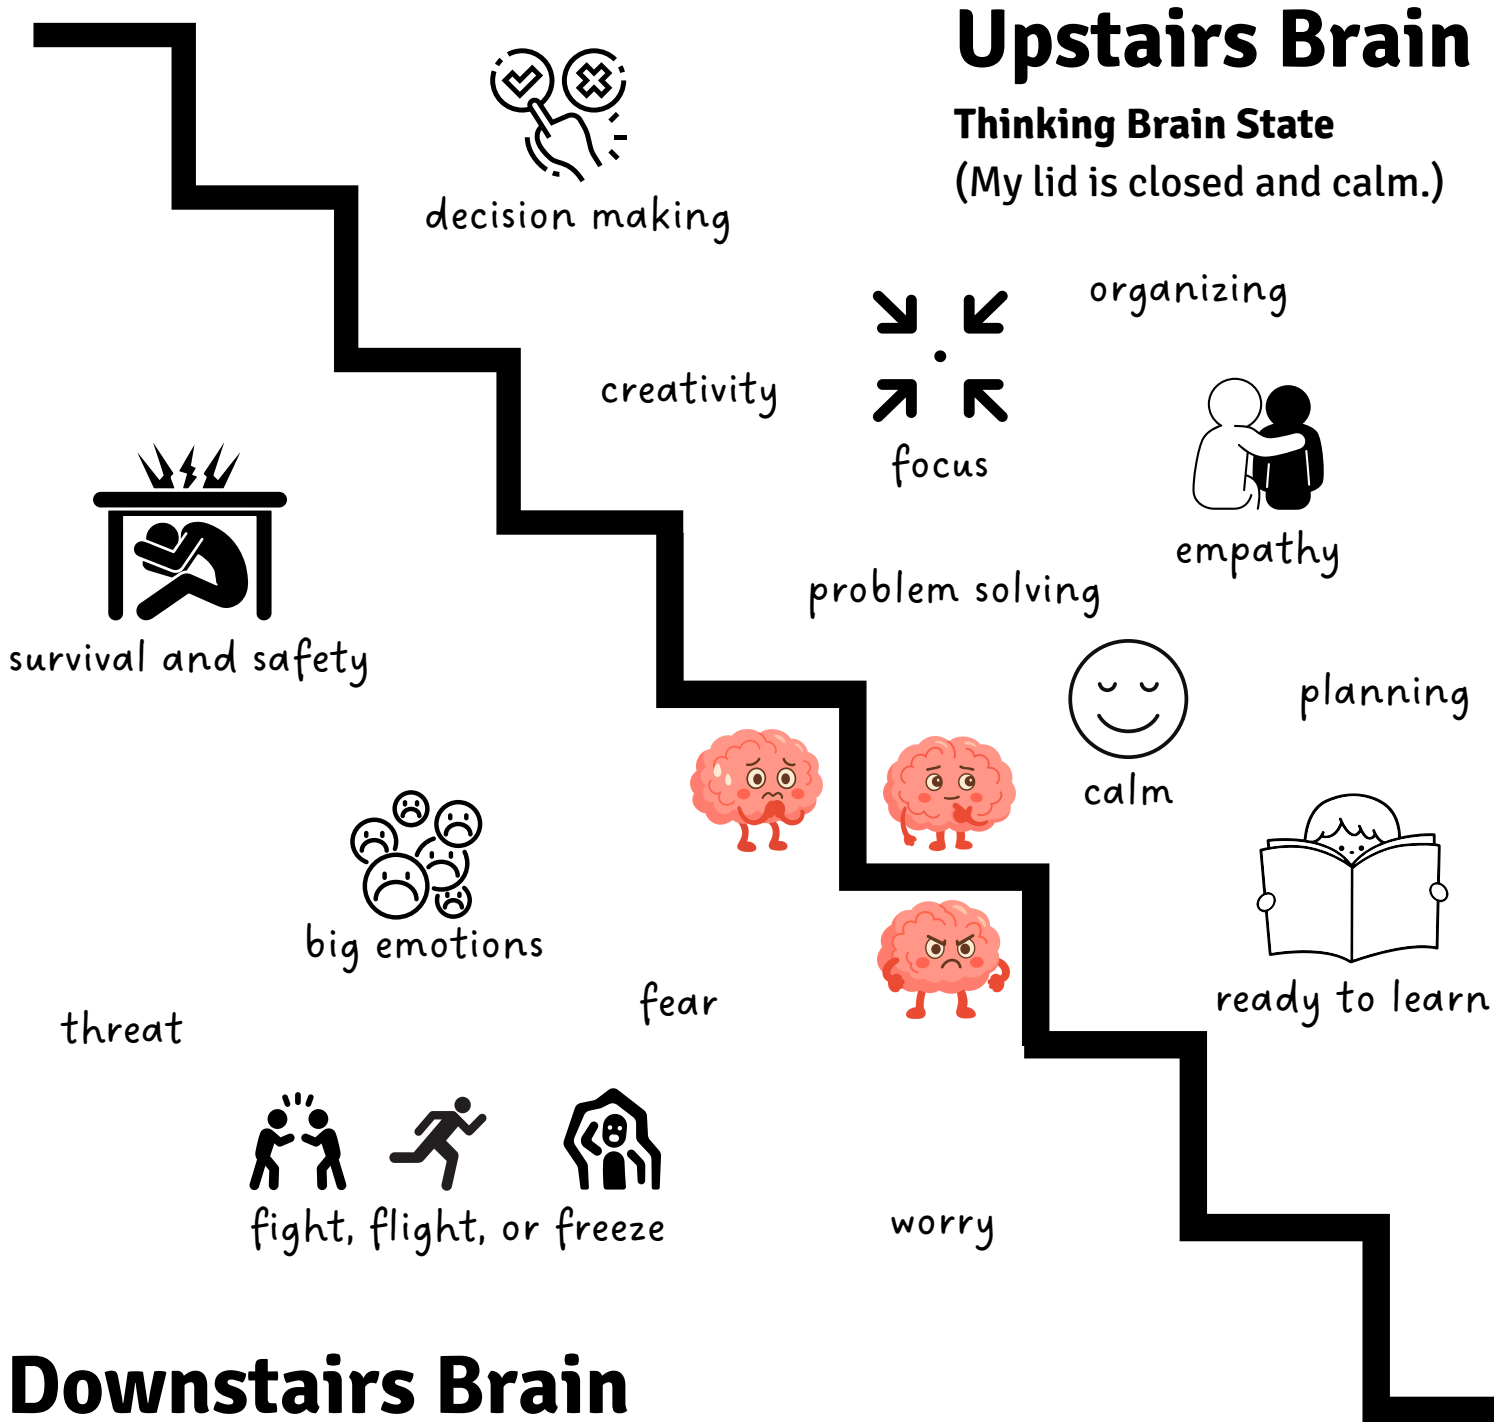 Upstairs Brain
Thinking Brain State
(My lid is closed and calm.)
decision making
organizing
creativity
focus
empathy
problem solving
survival and safety
planning
calm
big emotions
ready to learn
fear
threat
fight, flight, or freeze
worry
Downstairs Brain